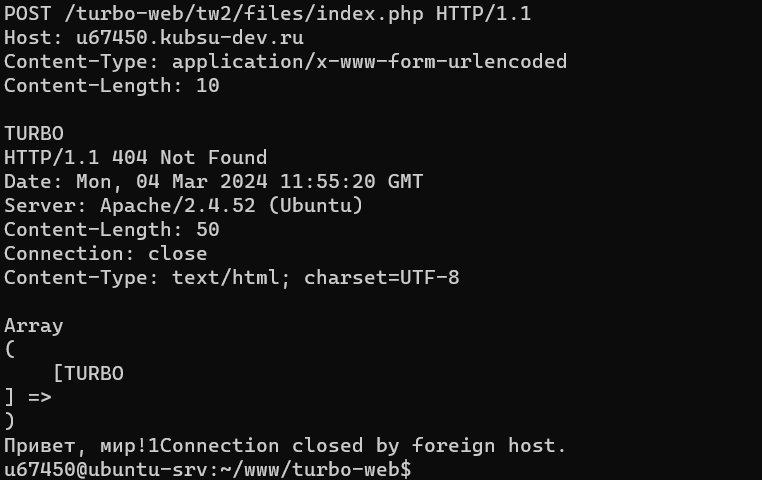 POST /turbo-web/tw2/files/index.php HTTP/1.1
Host: u67450.kubsu-dev.ru
Content-Type: application/x-www-form-urlencoded
Content-Length: 10

TURBO
HTTP/1.1 404 Not Found
Date: Mon, 04 Mar 2024 11:55:20 GMT
Server: Apache/2.4.52 (Ubuntu)
Content-Length: 50
Connection: close
Content-Type: text/html; charset=UTF-8

Array
(
    [TURBO
] =>
)
Привет, мир!1Connection closed by foreign host.
u67450@ubuntu-srv:~/www/turbo-web$